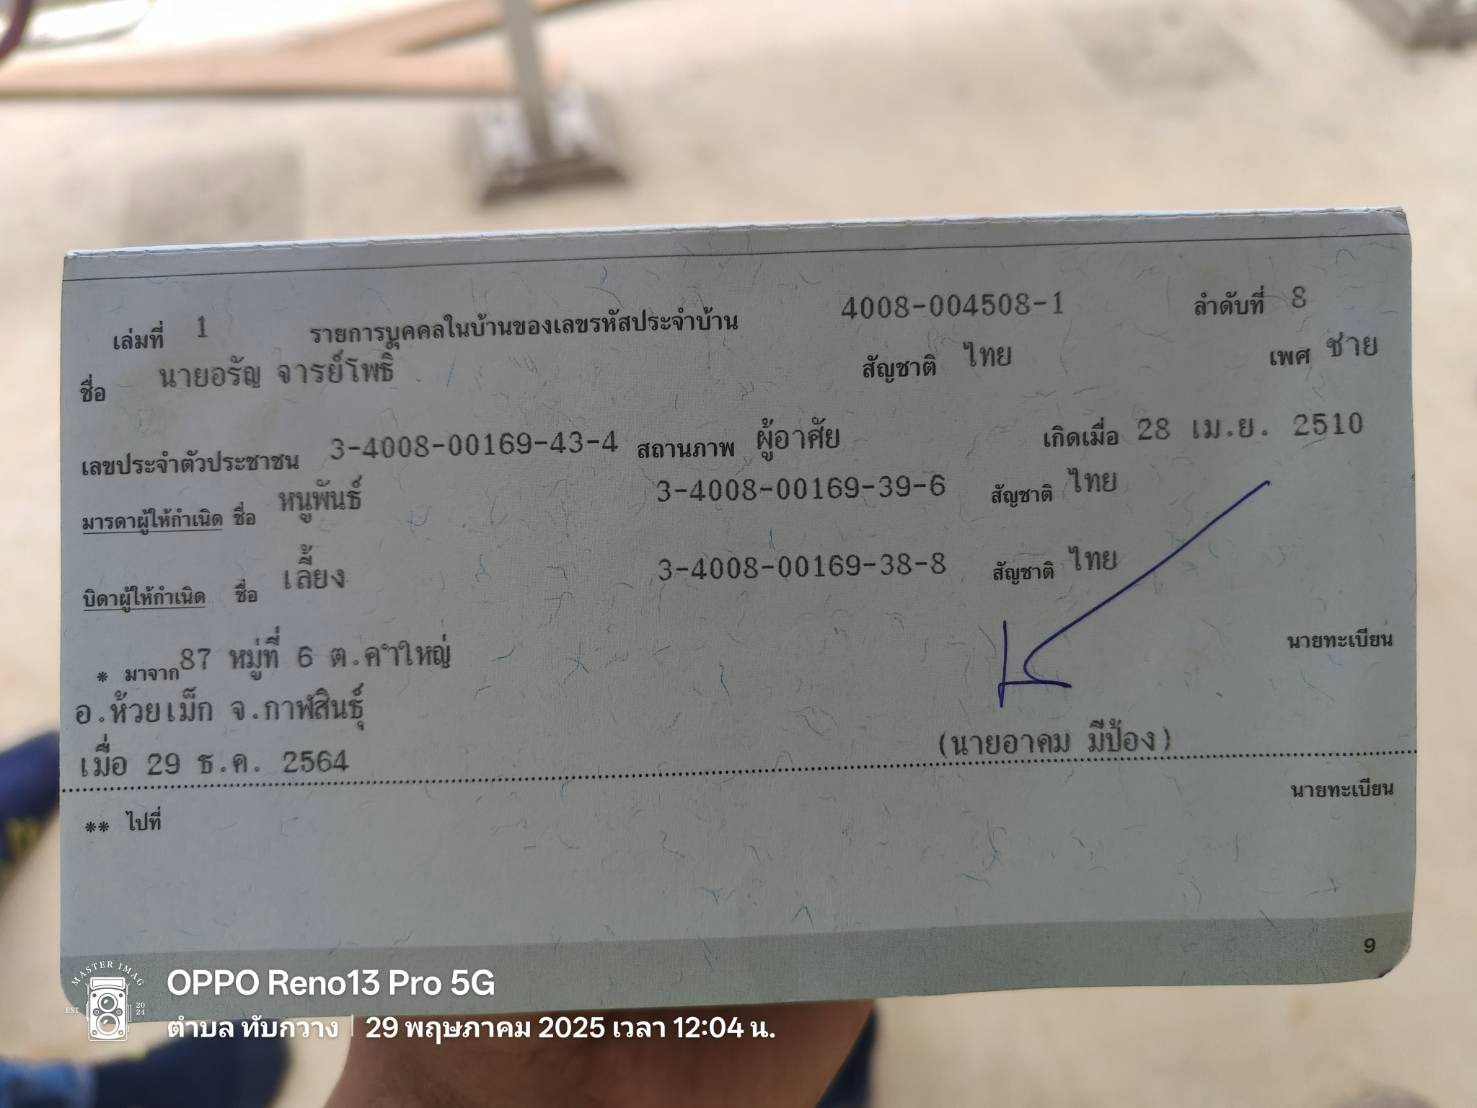 เล่มที่ 1 รายการบุคคลในบ้านของเลขรหัสประจำบ้าน 4008-004508-1 ลำดับที่ 8
ชื่อ นายอรัญ จารย์โพธิ์ สัญชาติ ไทย เพศ ชาย
เลขประจำตัวประชาชน 3-4008-00169-43-4 สถานภาพ ผู้อาศัย เกิดเมื่อ 28 เม.ย. 2510
มารดาผู้ให้กำเนิด ชื่อ หนูพันธ์ 3-4008-00169-39-6 สัญชาติ ไทย
บิดาผู้ให้กำเนิด ชื่อ เลี้ยง 3-4008-00169-38-8 สัญชาติ ไทย
* มาจาก 87 หมู่ที่ 6 ต.คำใหญ่ นายทะเบียน
อ.ห้วยเม็ก จ.กาฬสินธุ์
เมื่อ 29 ธ.ค. 2564 (นายอาคม มีป้อง)
** ไปที่ นายทะเบียน
9
MASTER IMAG
EST 2024
OPPO Reno13 Pro 5G
ตำบล ทับกวาง | 29 พฤษภาคม 2025 เวลา 12:04 น.